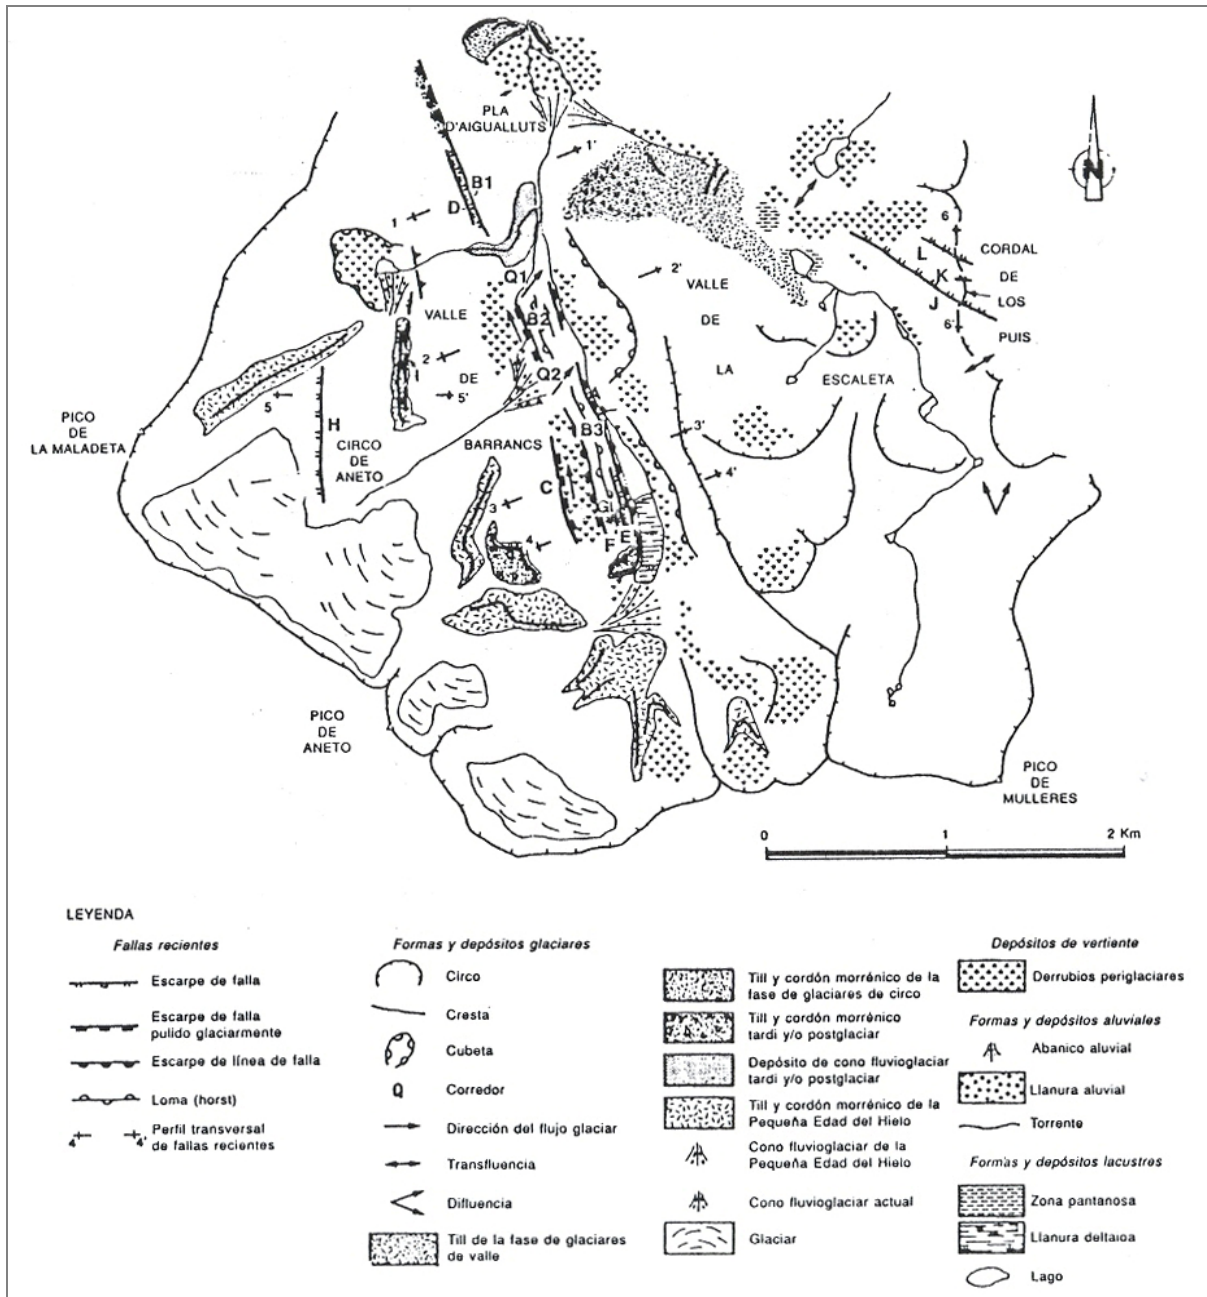 PLA
D'AIGUALLUTS
1'
N
B1
D
1
6
CORDAL
L
DE
K
LOS
J
6'
PUIS
Q1
2'
VALLE
DE
LA
ESCALETA
VALLE
B2
2
DE
5'
Q2
5
A
PICO
DE
LA MALADETA
H
CIRCO
DE
ANETO
BARRANCS
B3
3'
4'
C
3
G
4
F
E
PICO
DE
ANETO
PICO
DE
MULLERES
0 1 2 Km
LEYENDA
Fallas recientes
Escarpe de falla
Escarpe de falla
pulido glaciarmente
Escarpe de línea de falla
Loma (horst)
4 4' Perfil transversal
de fallas recientes
Formas y depósitos glaciares
Circo
Cresta
Cubeta
Q Corredor
Dirección del flujo glaciar
Transfluencia
Difluencia
Till de la fase de glaciares
de valle
Till y cordón morrénico de la
fase de glaciares de circo
Till y cordón morrénico
tardi y/o postglaciar
Depósito de cono fluvioglaciar
tardi y/o postglaciar
Till y cordón morrénico de la
Pequeña Edad del Hielo
Cono fluvioglaciar de la
Pequeña Edad del Hielo
Cono fluvioglaciar actual
Glaciar
Depósitos de vertiente
Derrubios periglaciares
Formas y depósitos aluviales
Abanico aluvial
Llanura aluvial
Torrente
Formas y depósitos lacustres
Zona pantanosa
Llanura deltaica
Lago